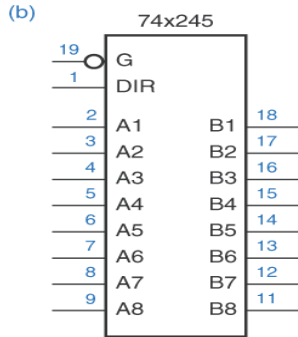 (b)
74x245
19 G
1 DIR
2 A1 B1 18
3 A2 B2 17
4 A3 B3 16
5 A4 B4 15
6 A5 B5 14
7 A6 B6 13
8 A7 B7 12
9 A8 B8 11